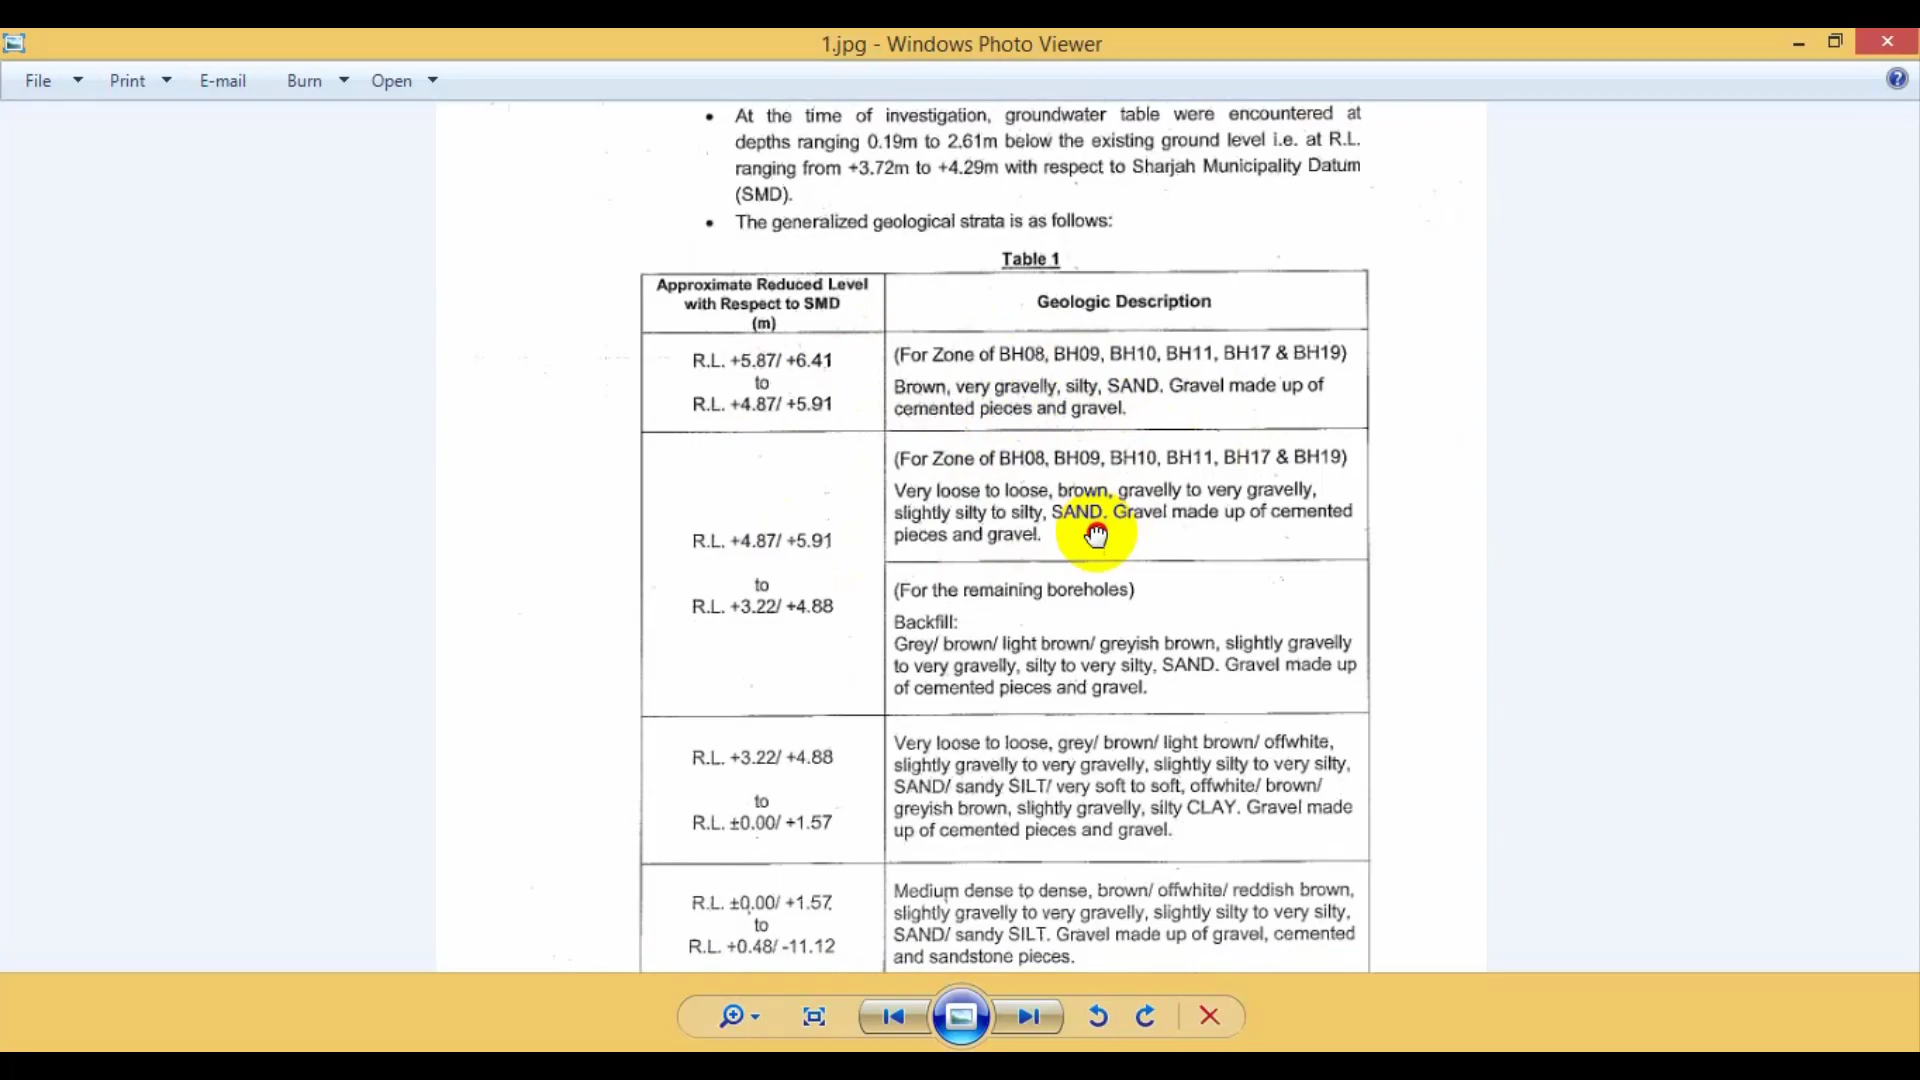 1.jpg - Windows Photo Viewer
File Print E-mail Burn Open
• At the time of investigation, groundwater table were encountered at
depths ranging 0.19m to 2.61m below the existing ground level i.e. at R.L.
ranging from +3.72m to +4.29m with respect to Sharjah Municipality Datum
(SMD).
• The generalized geological strata is as follows:
Table 1
Approximate Reduced Level
with Respect to SMD
(m)
Geologic Description
R.L. +5.87/ +6.41
to
R.L. +4.87/ +5.91
(For Zone of BH08, BH09, BH10, BH11, BH17 & BH19)
Brown, very gravelly, silty, SAND. Gravel made up of
cemented pieces and gravel.
R.L. +4.87/ +5.91
to
R.L. +3.22/ +4.88
(For Zone of BH08, BH09, BH10, BH11, BH17 & BH19)
Very loose to loose, brown, gravelly to very gravelly,
slightly silty to silty, SAND. Gravel made up of cemented
pieces and gravel.
(For the remaining boreholes)
Backfill:
Grey/ brown/ light brown/ greyish brown, slightly gravelly
to very gravelly, silty to very silty, SAND. Gravel made up
of cemented pieces and gravel.
R.L. +3.22/ +4.88
to
R.L. ±0.00/ +1.57
Very loose to loose, grey/ brown/ light brown/ offwhite,
slightly gravelly to very gravelly, slightly silty to very silty,
SAND/ sandy SILT/ very soft to soft, offwhite/ brown/
greyish brown, slightly gravelly, silty CLAY. Gravel made
up of cemented pieces and gravel.
R.L. ±0.00/ +1.57
to
R.L. +0.48/ -11.12
Medium dense to dense, brown/ offwhite/ reddish brown,
slightly gravelly to very gravelly, slightly silty to very silty,
SAND/ sandy SILT. Gravel made up of gravel, cemented
and sandstone pieces.